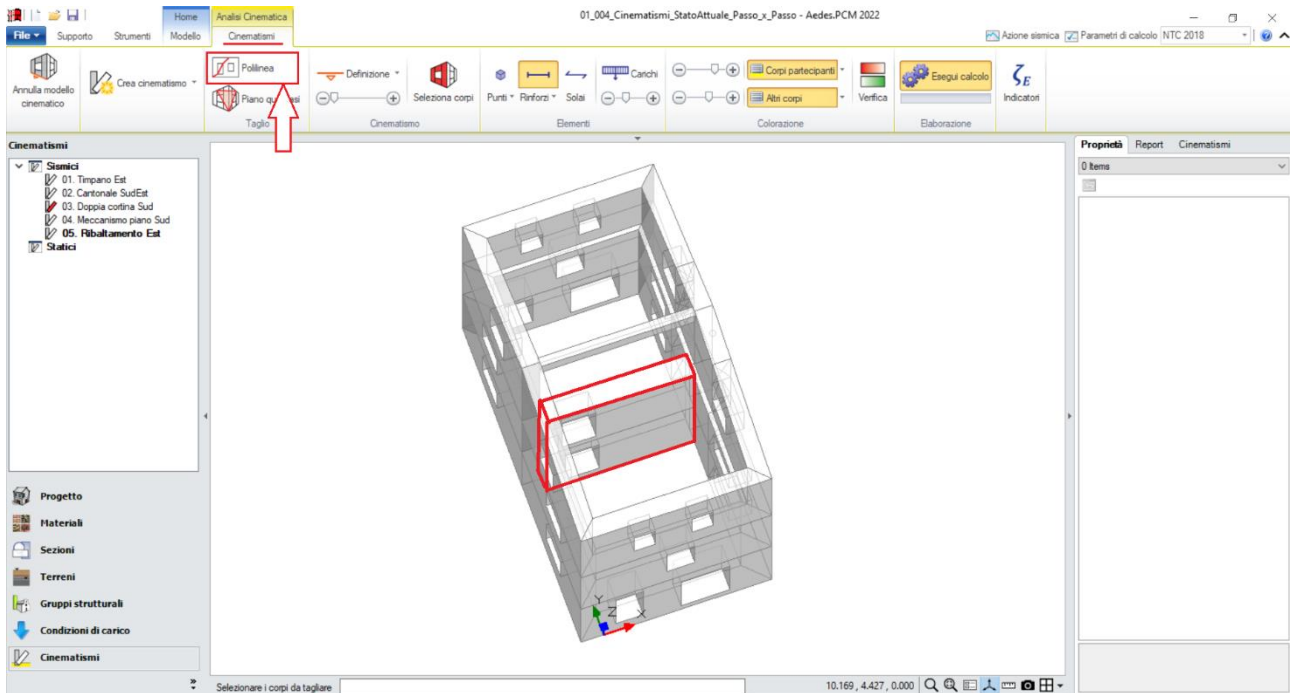 Home
Analisi Cinematica
01_004_Cinematismi_StatoAttuale_Passo_x_Passo - Aedes.PCM 2022
File
Supporto
Strumenti
Modello
Cinematismi
Azione sismica
Parametri di calcolo
NTC 2018
Annulla modello
cinematico
Crea cinematismo
Polilinea
Taglio
Definizione
Seleziona corpi
Cinematismo
Punti
Rinforzi
Solai
Carichi
Elementi
Corpi partecipanti
Altri corpi
Verifica
Colorazione
Esegui calcolo
Elaborazione
ζE
Indicatori
Cinematismi
Sismici
01. Timpano Est
02. Cantonale SudEst
03. Doppia cortina Sud
04. Meccanismo piano Sud
05. Ribaltamento Est
Statici
Proprietà
Report
Cinematismi
0 Items
Progetto
Materiali
Sezioni
Terreni
Gruppi strutturali
Condizioni di carico
Cinematismi
Y
Z
X
Selezionare i corpi da tagliare
10.169 , 4.427 , 0.000